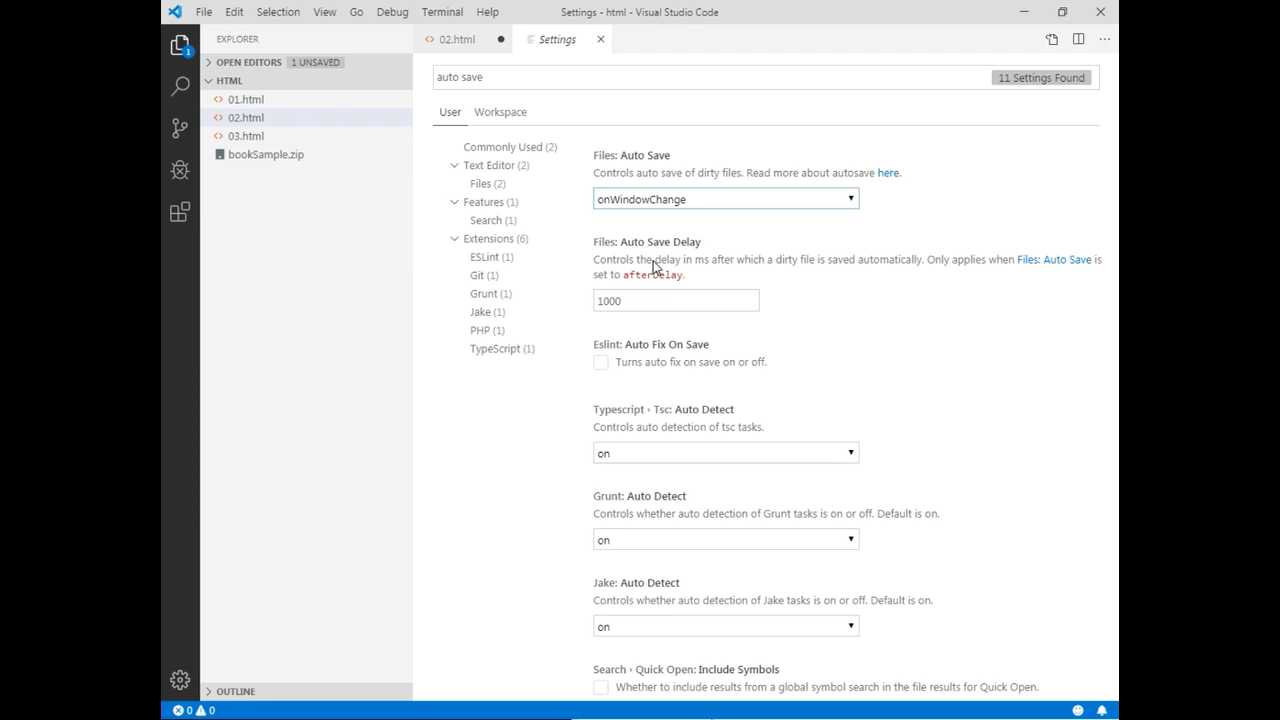 File Edit Selection View Go Debug Terminal Help Settings - html - Visual Studio Code
EXPLORER
OPEN EDITORS 1 UNSAVED
HTML
01.html
02.html
03.html
bookSample.zip
OUTLINE
1
02.html Settings
auto save 11 Settings Found
User Workspace
Commonly Used (2)
Text Editor (2)
Files (2)
Features (1)
Search (1)
Extensions (6)
ESLint (1)
Git (1)
Grunt (1)
Jake (1)
PHP (1)
TypeScript (1)
Files: Auto Save
Controls auto save of dirty files. Read more about autosave here.
onWindowChange
Files: Auto Save Delay
Controls the delay in ms after which a dirty file is saved automatically. Only applies when Files: Auto Save is
set to afterDelay.
1000
Eslint: Auto Fix On Save
Turns auto fix on save on or off.
Typescript › Tsc: Auto Detect
Controls auto detection of tsc tasks.
on
Grunt: Auto Detect
Controls whether auto detection of Grunt tasks is on or off. Default is on.
on
Jake: Auto Detect
Controls whether auto detection of Jake tasks is on or off. Default is on.
on
Search › Quick Open: Include Symbols
Whether to include results from a global symbol search in the file results for Quick Open.
0 0